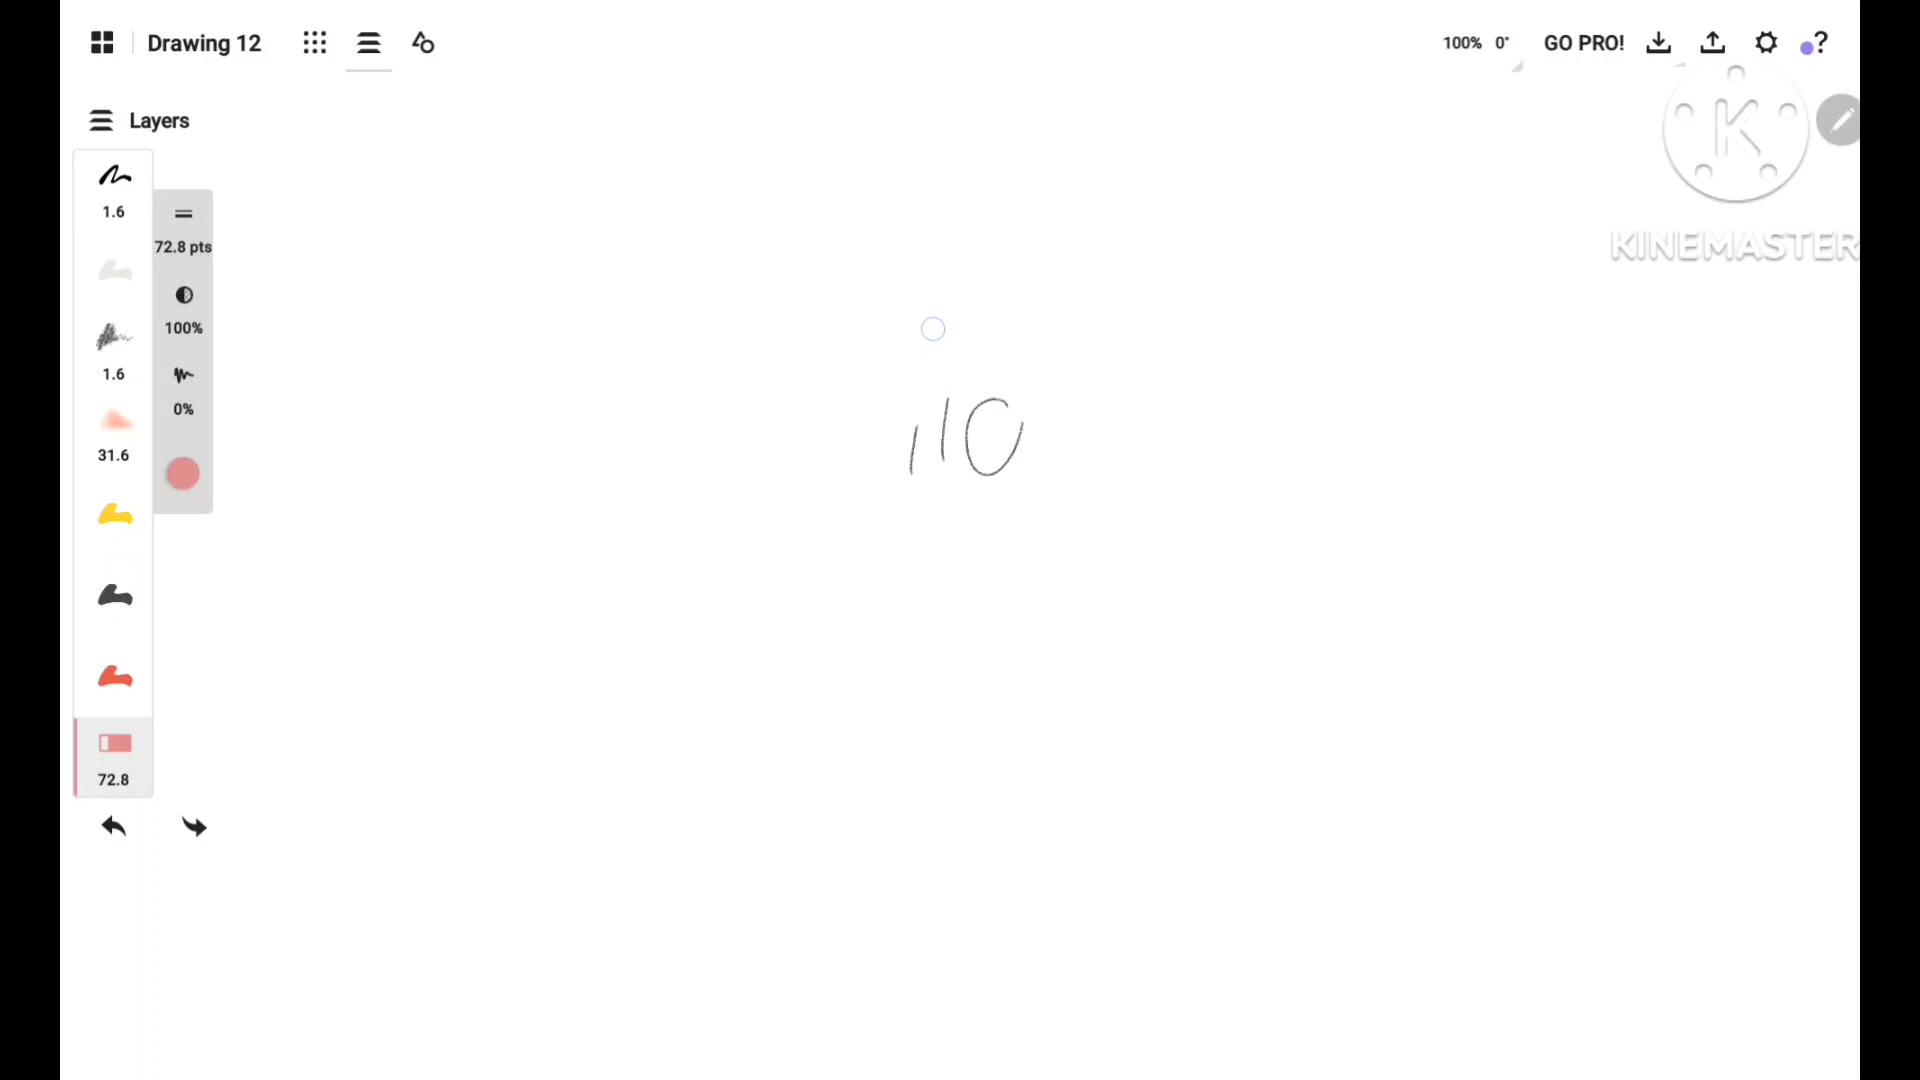 Drawing 12
100% 0°
GO PRO!
?
Layers
K
KINEMASTER
1.6
72.8 pts
100%
1.6
0%
31.6
110
72.8